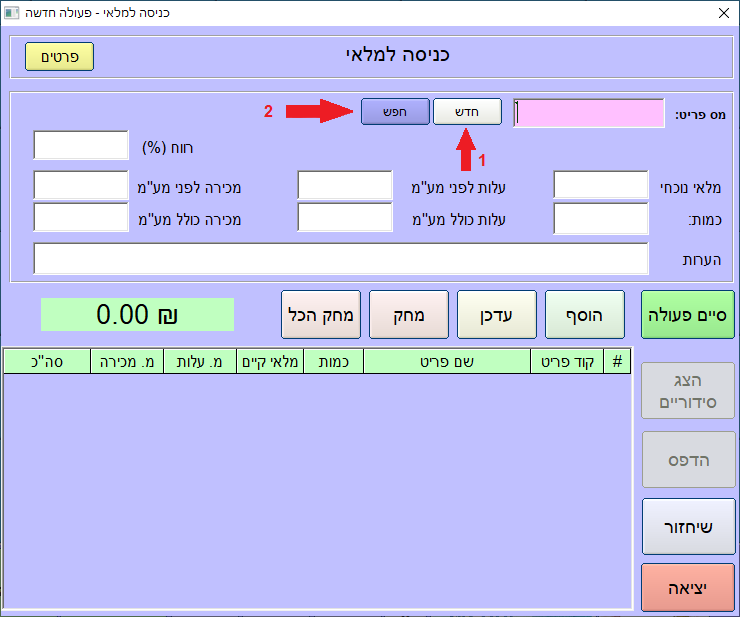 כניסה למלאי - פעולה חדשה
כניסה למלאי
פרטים
מס פריט:
חדש
חפש
2
1
רווח (%)
מלאי נוכחי
עלות לפני מע"מ
מכירה לפני מע"מ
כמות:
עלות כולל מע"מ
מכירה כולל מע"מ
הערות
סיים פעולה
הוסף
עדכן
מחק
מחק הכל
0.00 ₪
# קוד פריט שם פריט כמות מלאי קיים מ. עלות מ. מכירה סה"כ
הצג
סידוריים
הדפס
שיחזור
יציאה